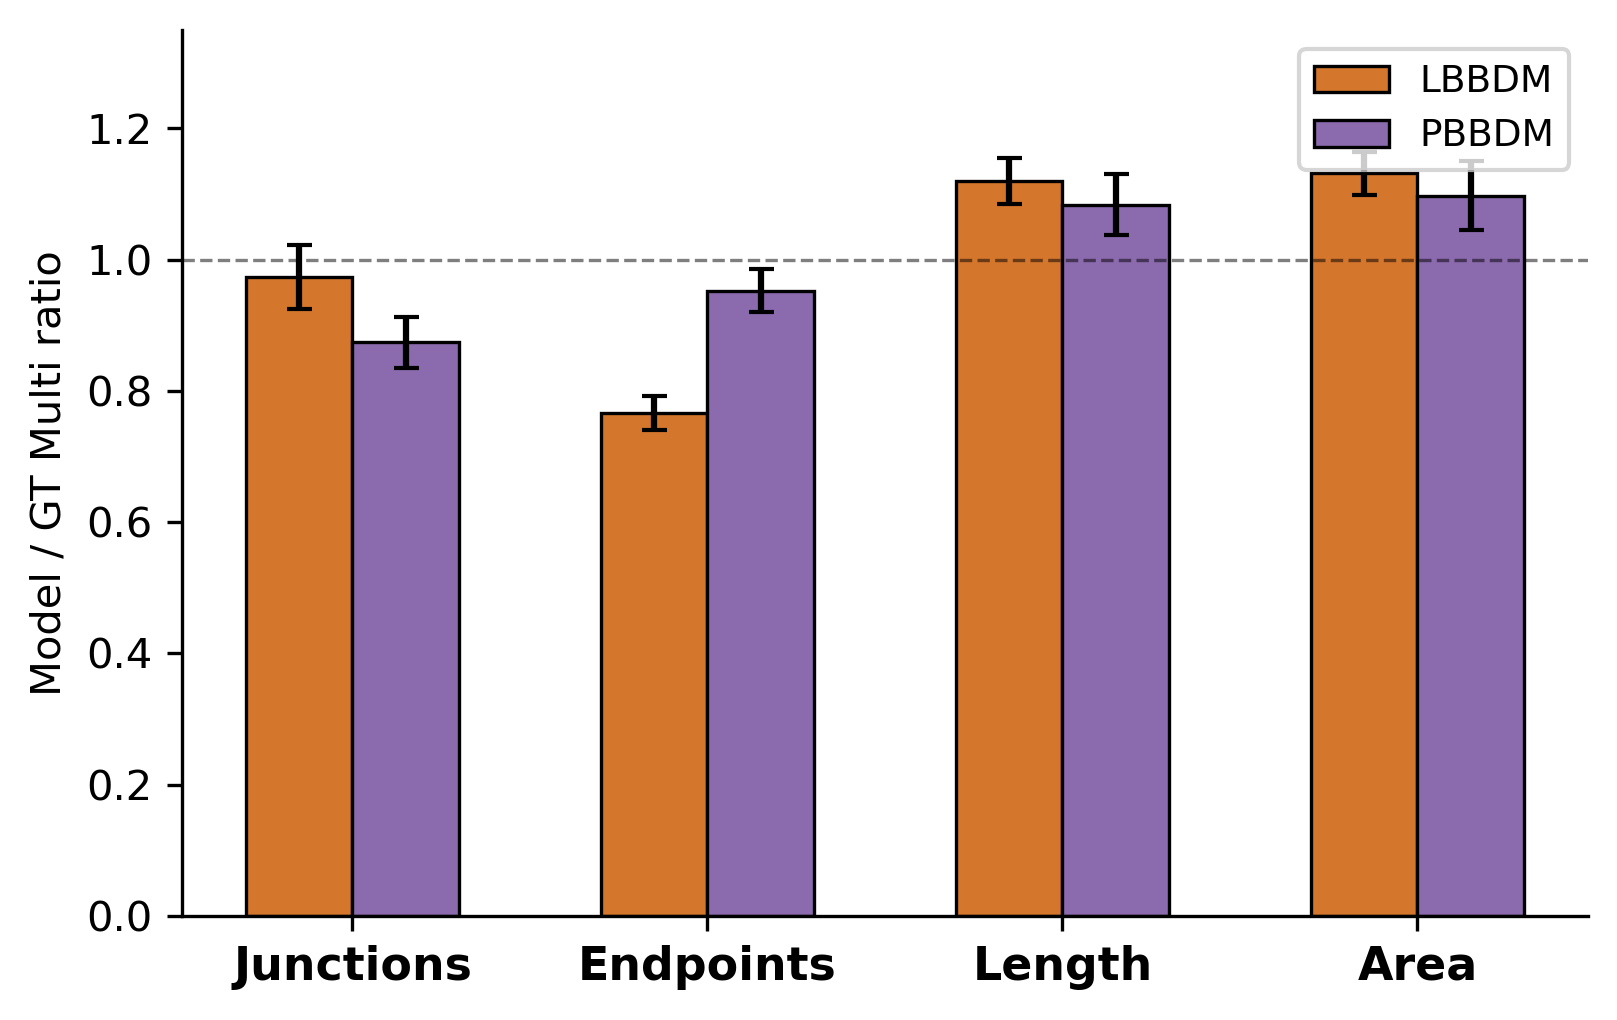 LBBDM
PBBDM
Model / GT Multi ratio
1.2
1.0
0.8
0.6
0.4
0.2
0.0
Junctions
Endpoints
Length
Area